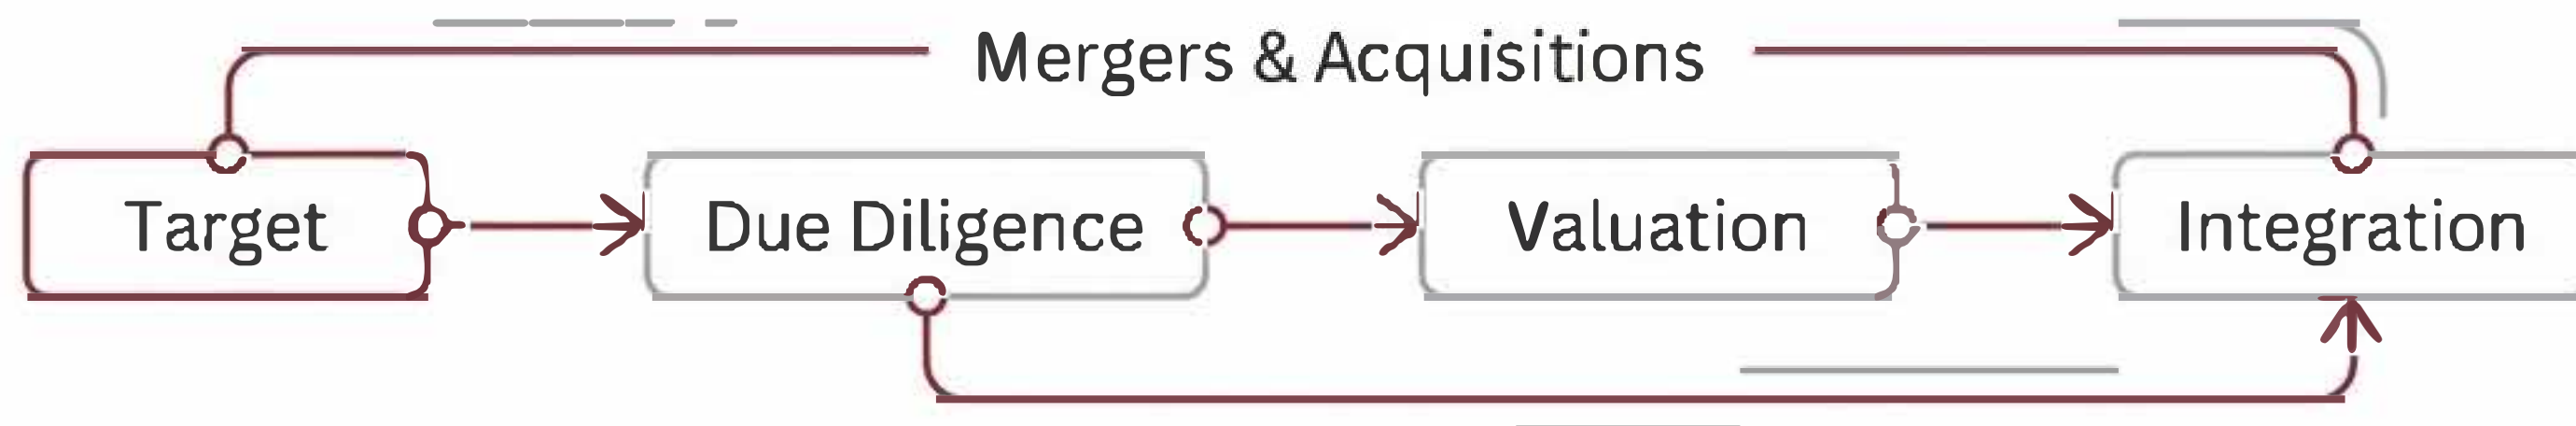 Mergers & Acquisitions
Target
Due Diligence
Valuation
Integration